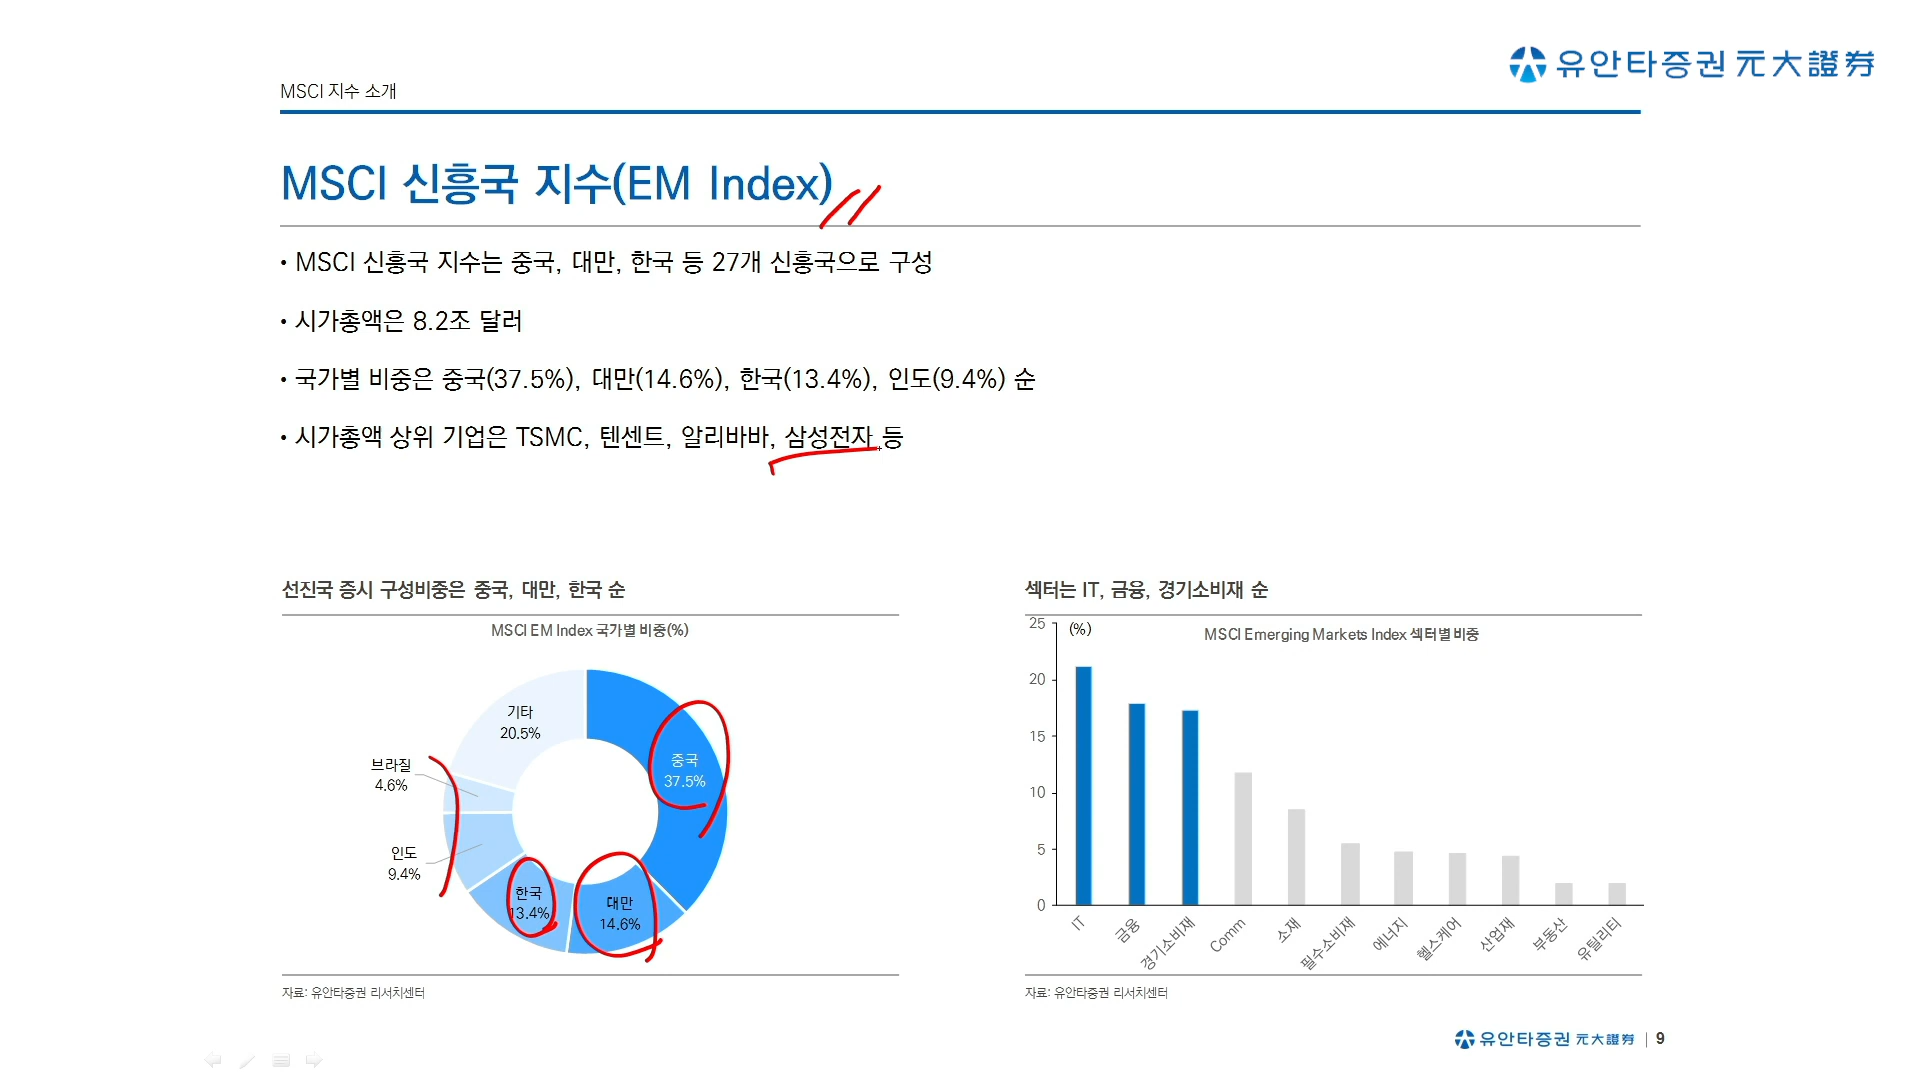 유안타증권 元大證券
MSCI 지수 소개
MSCI 신흥국 지수(EM Index)
• MSCI 신흥국 지수는 중국, 대만, 한국 등 27개 신흥국으로 구성
• 시가총액은 8.2조 달러
• 국가별 비중은 중국(37.5%), 대만(14.6%), 한국(13.4%), 인도(9.4%) 순
• 시가총액 상위 기업은 TSMC, 텐센트, 알리바바, 삼성전자 등
선진국 증시 구성비중은 중국, 대만, 한국 순
MSCI EM Index 국가별 비중(%)
기타
20.5%
브라질
4.6%
중국
37.5%
인도
9.4%
한국
13.4%
대만
14.6%
자료: 유안타증권 리서치센터
섹터는 IT, 금융, 경기소비재 순
(%)
MSCI Emerging Markets Index 섹터별 비중
25
20
15
10
5
0
IT
금융
경기소비재
Comm
소재
필수소비재
에너지
헬스케어
산업재
부동산
유틸리티
자료: 유안타증권 리서치센터
유안타증권 元大證券 | 9